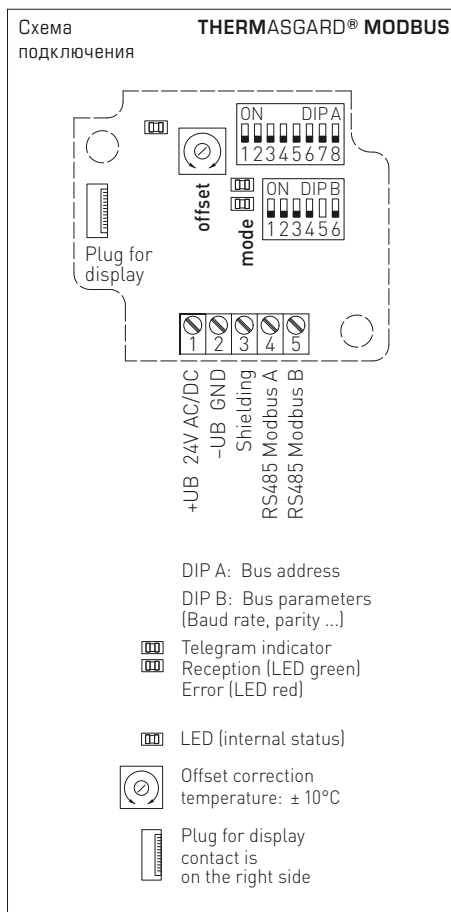 Схема
подключения
THERMASGARD® MODBUS
ON DIP A
1 2 3 4 5 6 7 8
offset
ON DIP B
1 2 3 4 5 6
mode
Plug for
display
1 2 3 4 5
+UB 24V AC/DC
–UB GND
Shielding
RS485 Modbus A
RS485 Modbus B
DIP A: Bus address
DIP B: Bus parameters
(Baud rate, parity ...)
Telegram indicator
Reception (LED green)
Error (LED red)
LED (internal status)
Offset correction
temperature: ± 10°C
Plug for display
contact is
on the right side